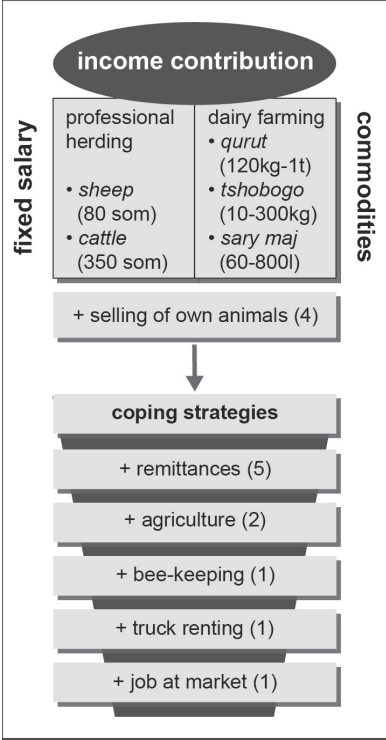 income contribution
fixed salary
professional
herding
• sheep
(80 som)
• cattle
(350 som)
dairy farming
• qurut
(120kg-1t)
• tshobogo
(10-300kg)
• sary maj
(60-800l)
commodities
+ selling of own animals (4)
coping strategies
+ remittances (5)
+ agriculture (2)
+ bee-keeping (1)
+ truck renting (1)
+ job at market (1)